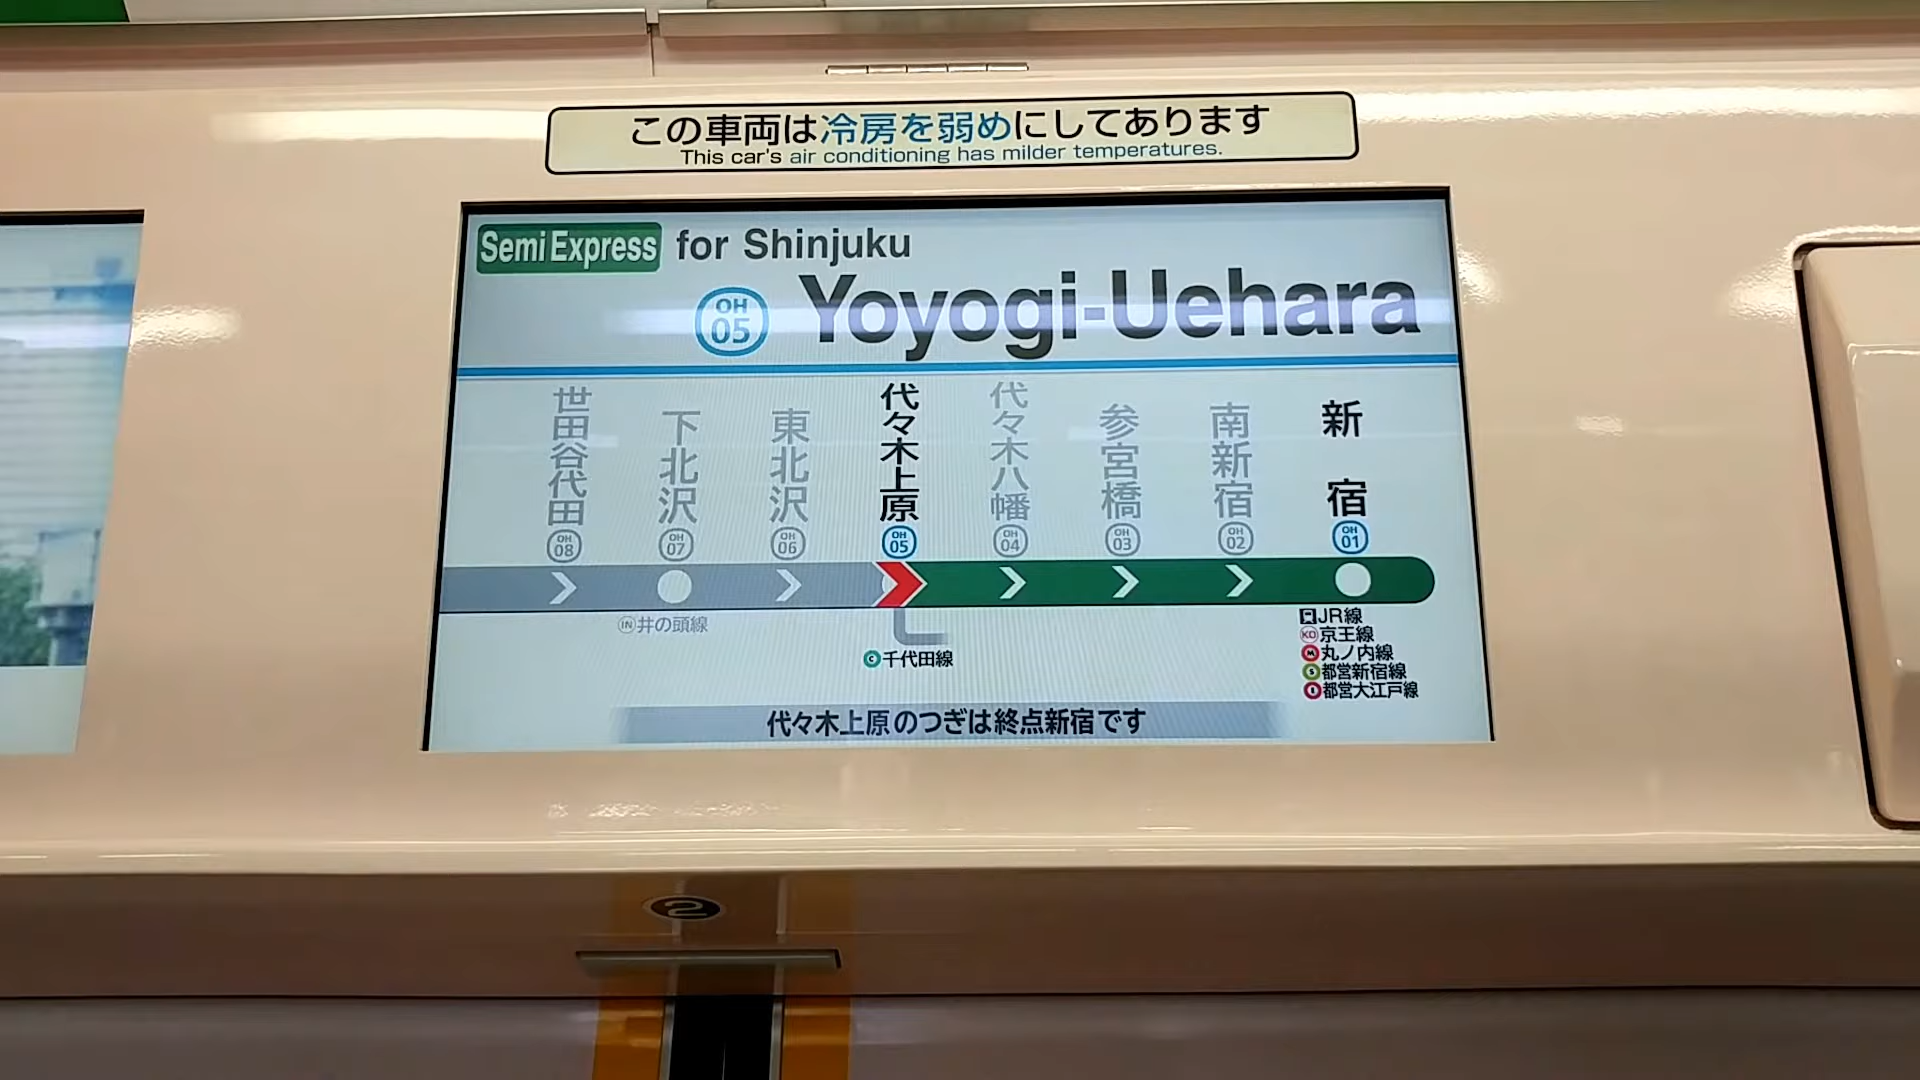 この車両は冷房を弱めにしてあります
This car's air conditioning has milder temperatures.
Semi Express for Shinjuku
OH 05 Yoyogi-Uehara
世田谷代田 OH 08
下北沢 OH 07
東北沢 OH 06
代々木上原 OH 05
代々木八幡 OH 04
参宮橋 OH 03
南新宿 OH 02
新宿 OH 01
IN 井の頭線
C 千代田線
JR線
KO 京王線
M 丸ノ内線
S 都営新宿線
E 都営大江戸線
代々木上原のつぎは終点新宿です
2